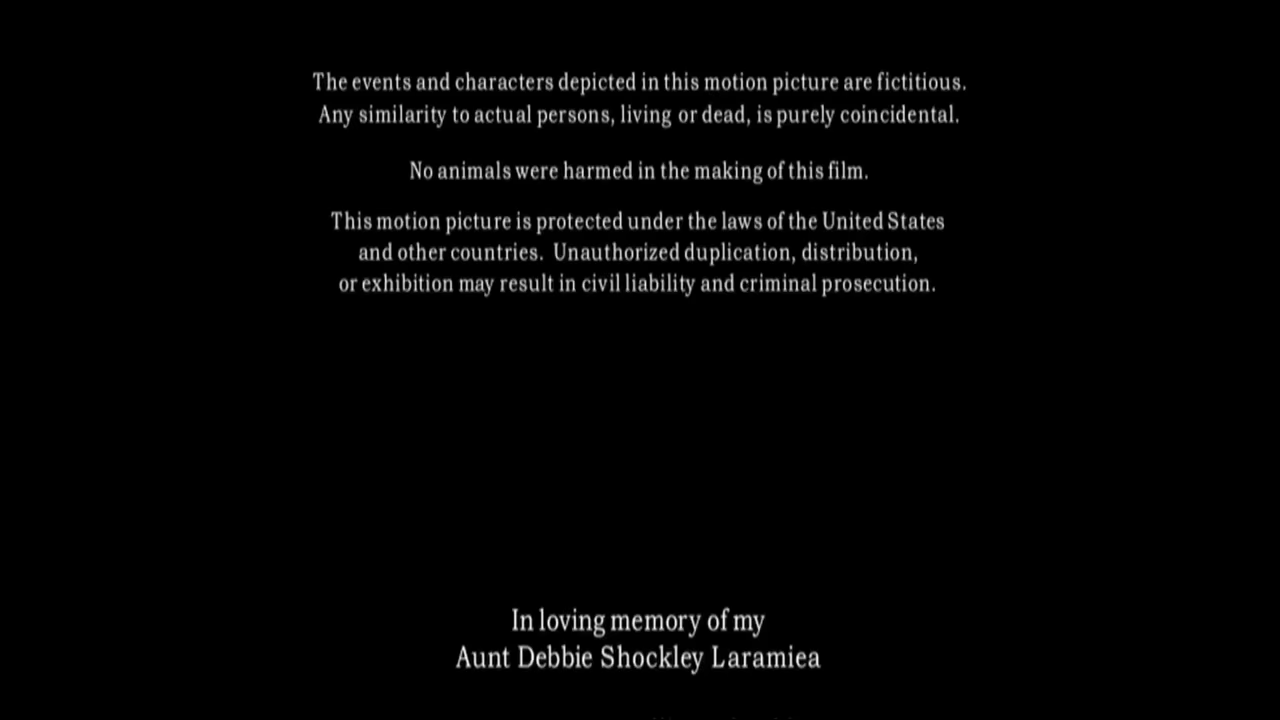 The events and characters depicted in this motion picture are fictitious.
Any similarity to actual persons, living or dead, is purely coincidental.
No animals were harmed in the making of this film.
This motion picture is protected under the laws of the United States
and other countries.  Unauthorized duplication, distribution,
or exhibition may result in civil liability and criminal prosecution.
In loving memory of my
Aunt Debbie Shockley Laramiea